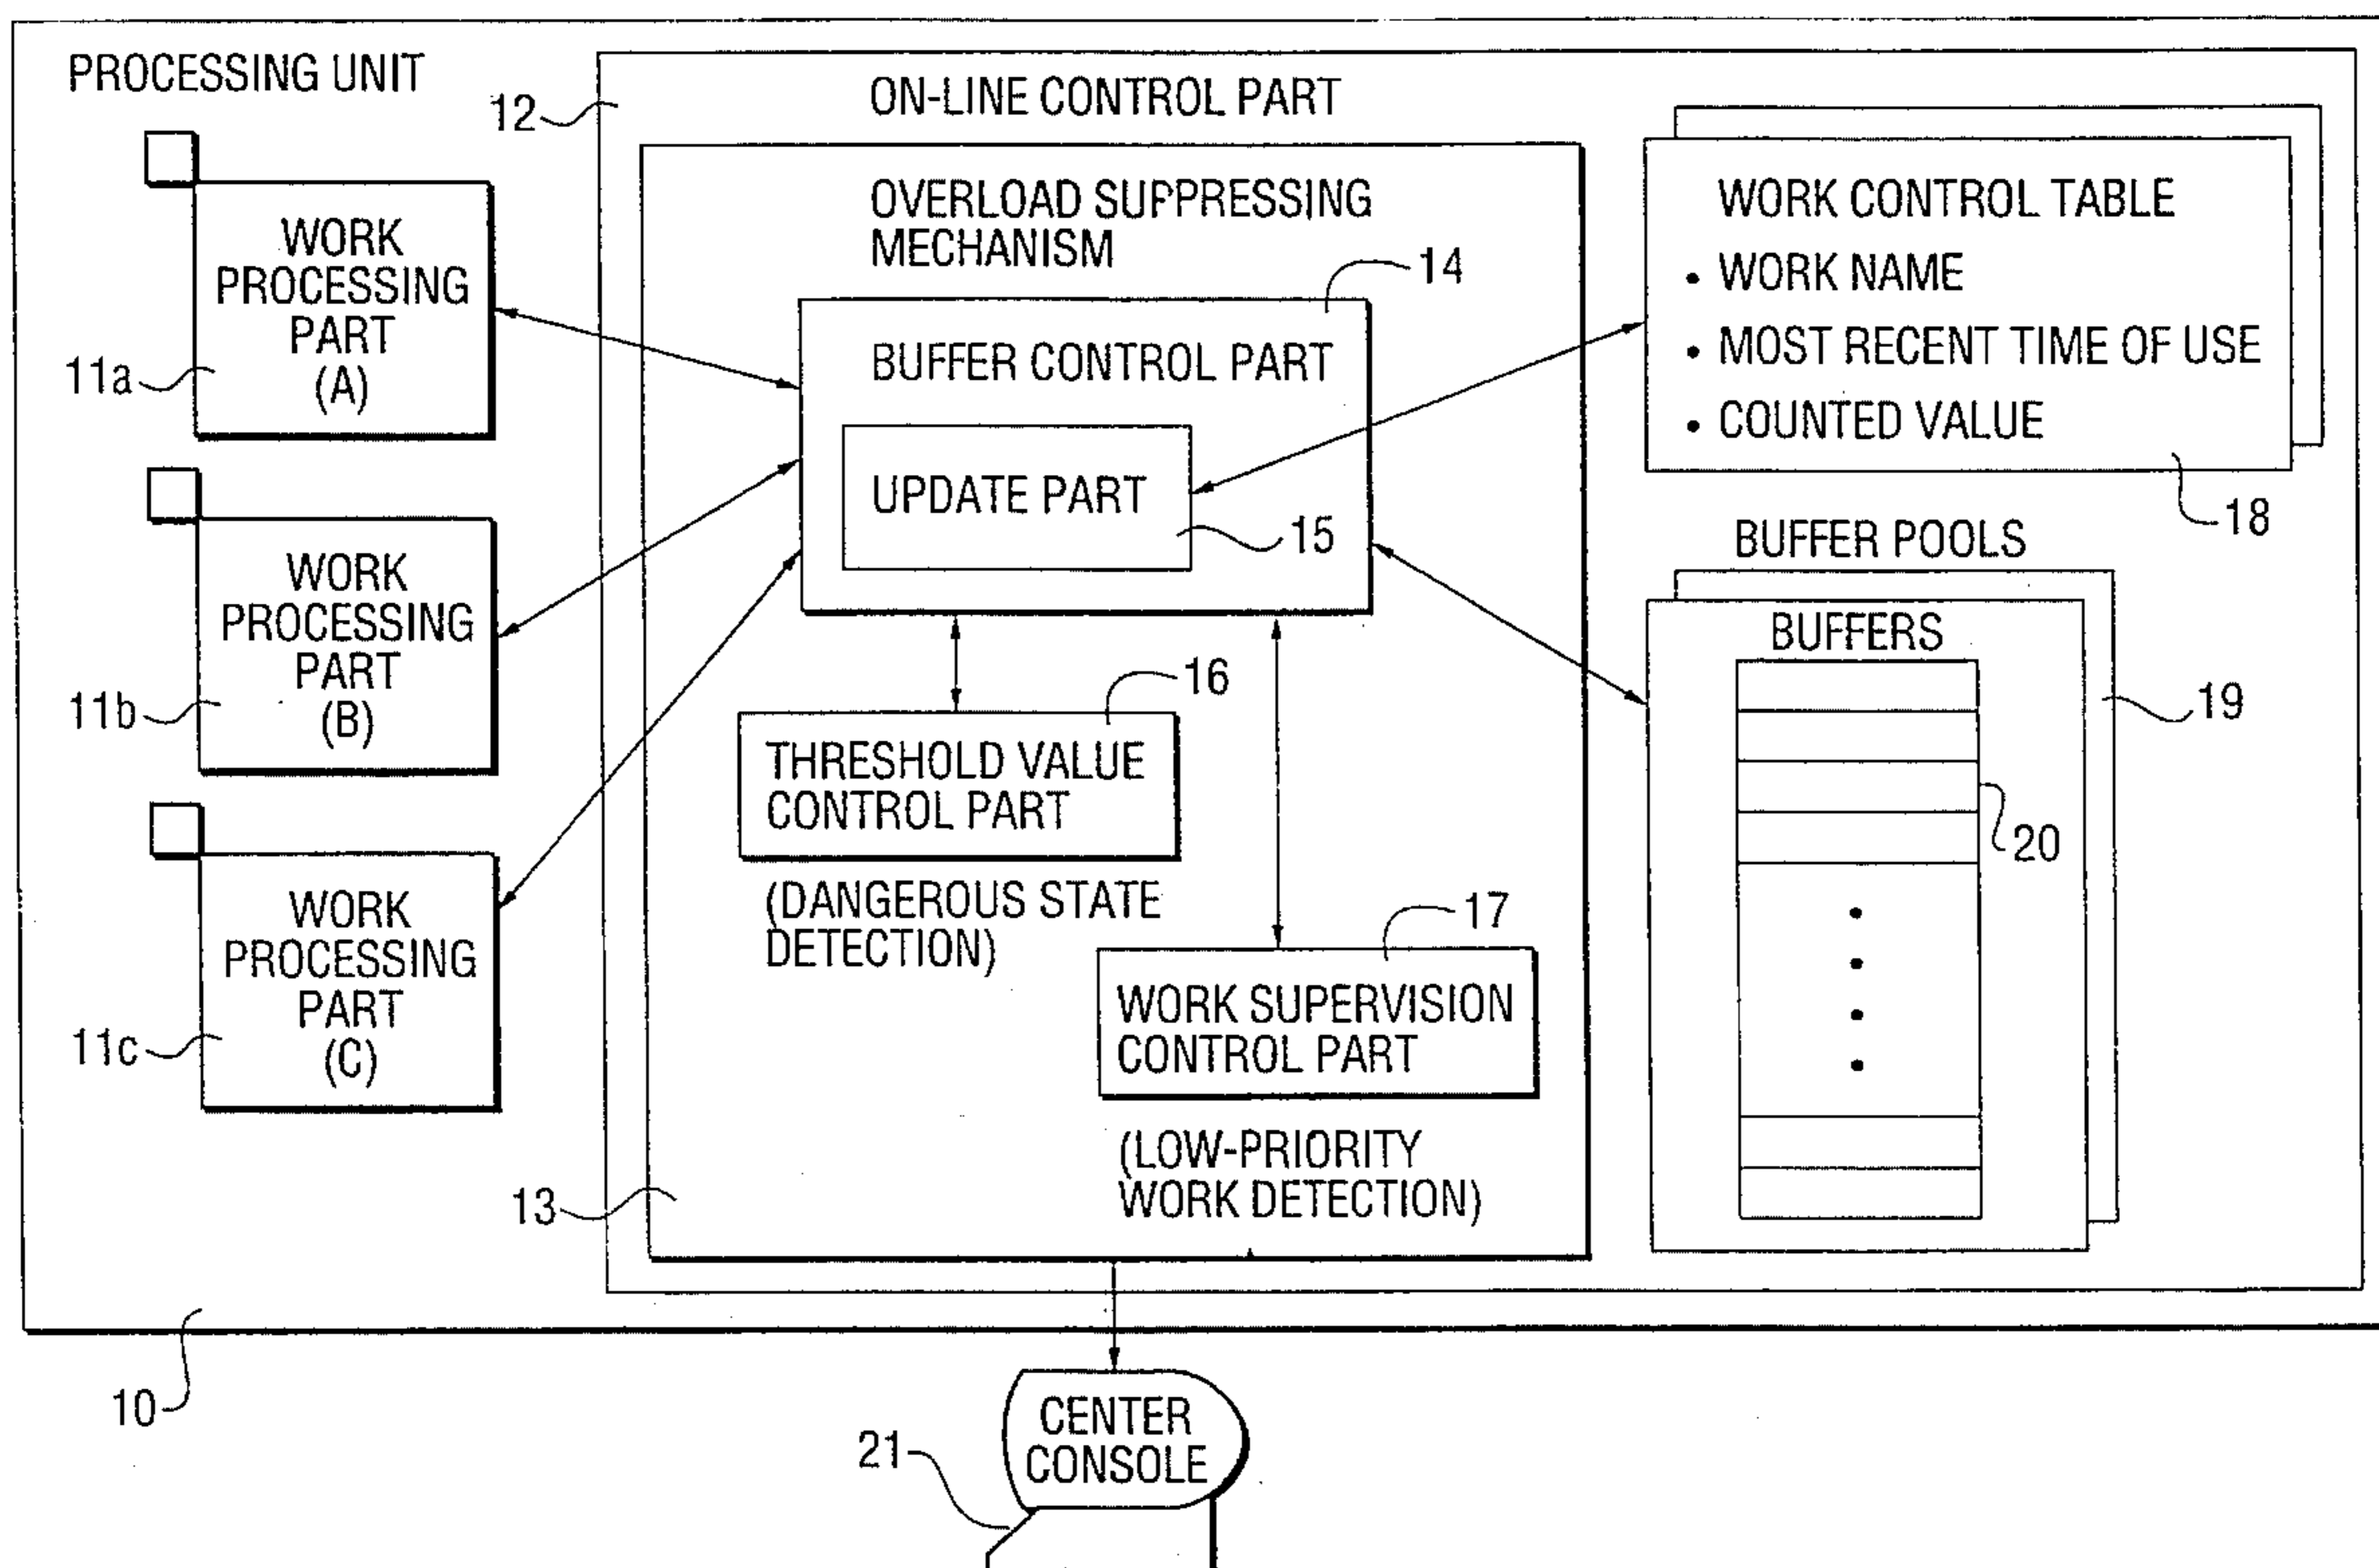 PROCESSING UNIT
12
ON-LINE CONTROL PART
OVERLOAD SUPPRESSING
MECHANISM
14
WORK
PROCESSING
PART
(A)
11a
BUFFER CONTROL PART
UPDATE PART
15
WORK CONTROL TABLE
• WORK NAME
• MOST RECENT TIME OF USE
• COUNTED VALUE
18
WORK
PROCESSING
PART
(B)
11b
16
THRESHOLD VALUE
CONTROL PART
(DANGEROUS STATE
DETECTION)
BUFFER POOLS
BUFFERS
19
20
WORK
PROCESSING
PART
(C)
11c
17
WORK SUPERVISION
CONTROL PART
(LOW-PRIORITY
WORK DETECTION)
13
10
CENTER
CONSOLE
21